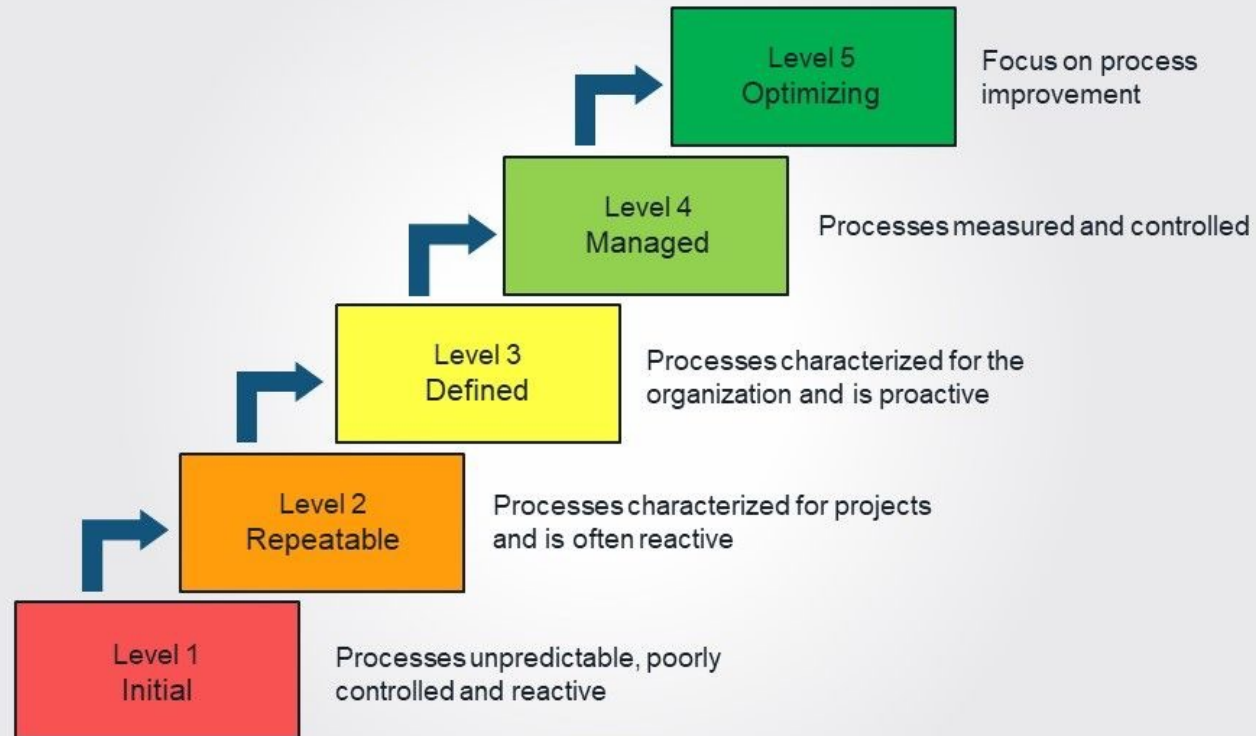 Level 5
Optimizing
Focus on process
improvement
Level 4
Managed
Processes measured and controlled
Level 3
Defined
Processes characterized for the
organization and is proactive
Level 2
Repeatable
Processes characterized for projects
and is often reactive
Level 1
Initial
Processes unpredictable, poorly
controlled and reactive